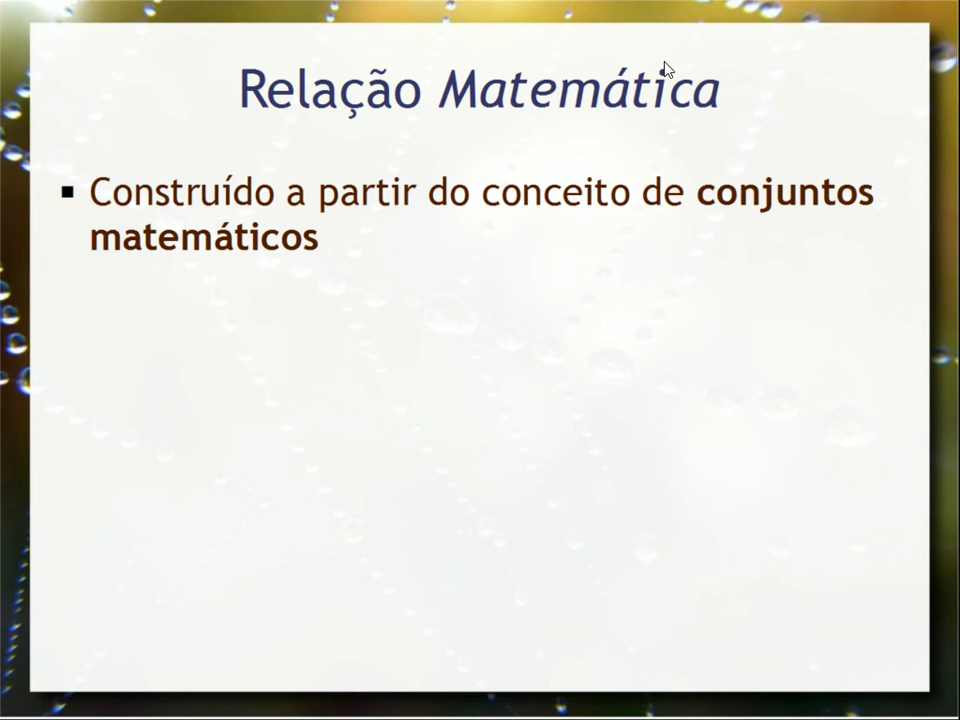 Relação Matemática
▪ Construído a partir do conceito de conjuntos
matemáticos